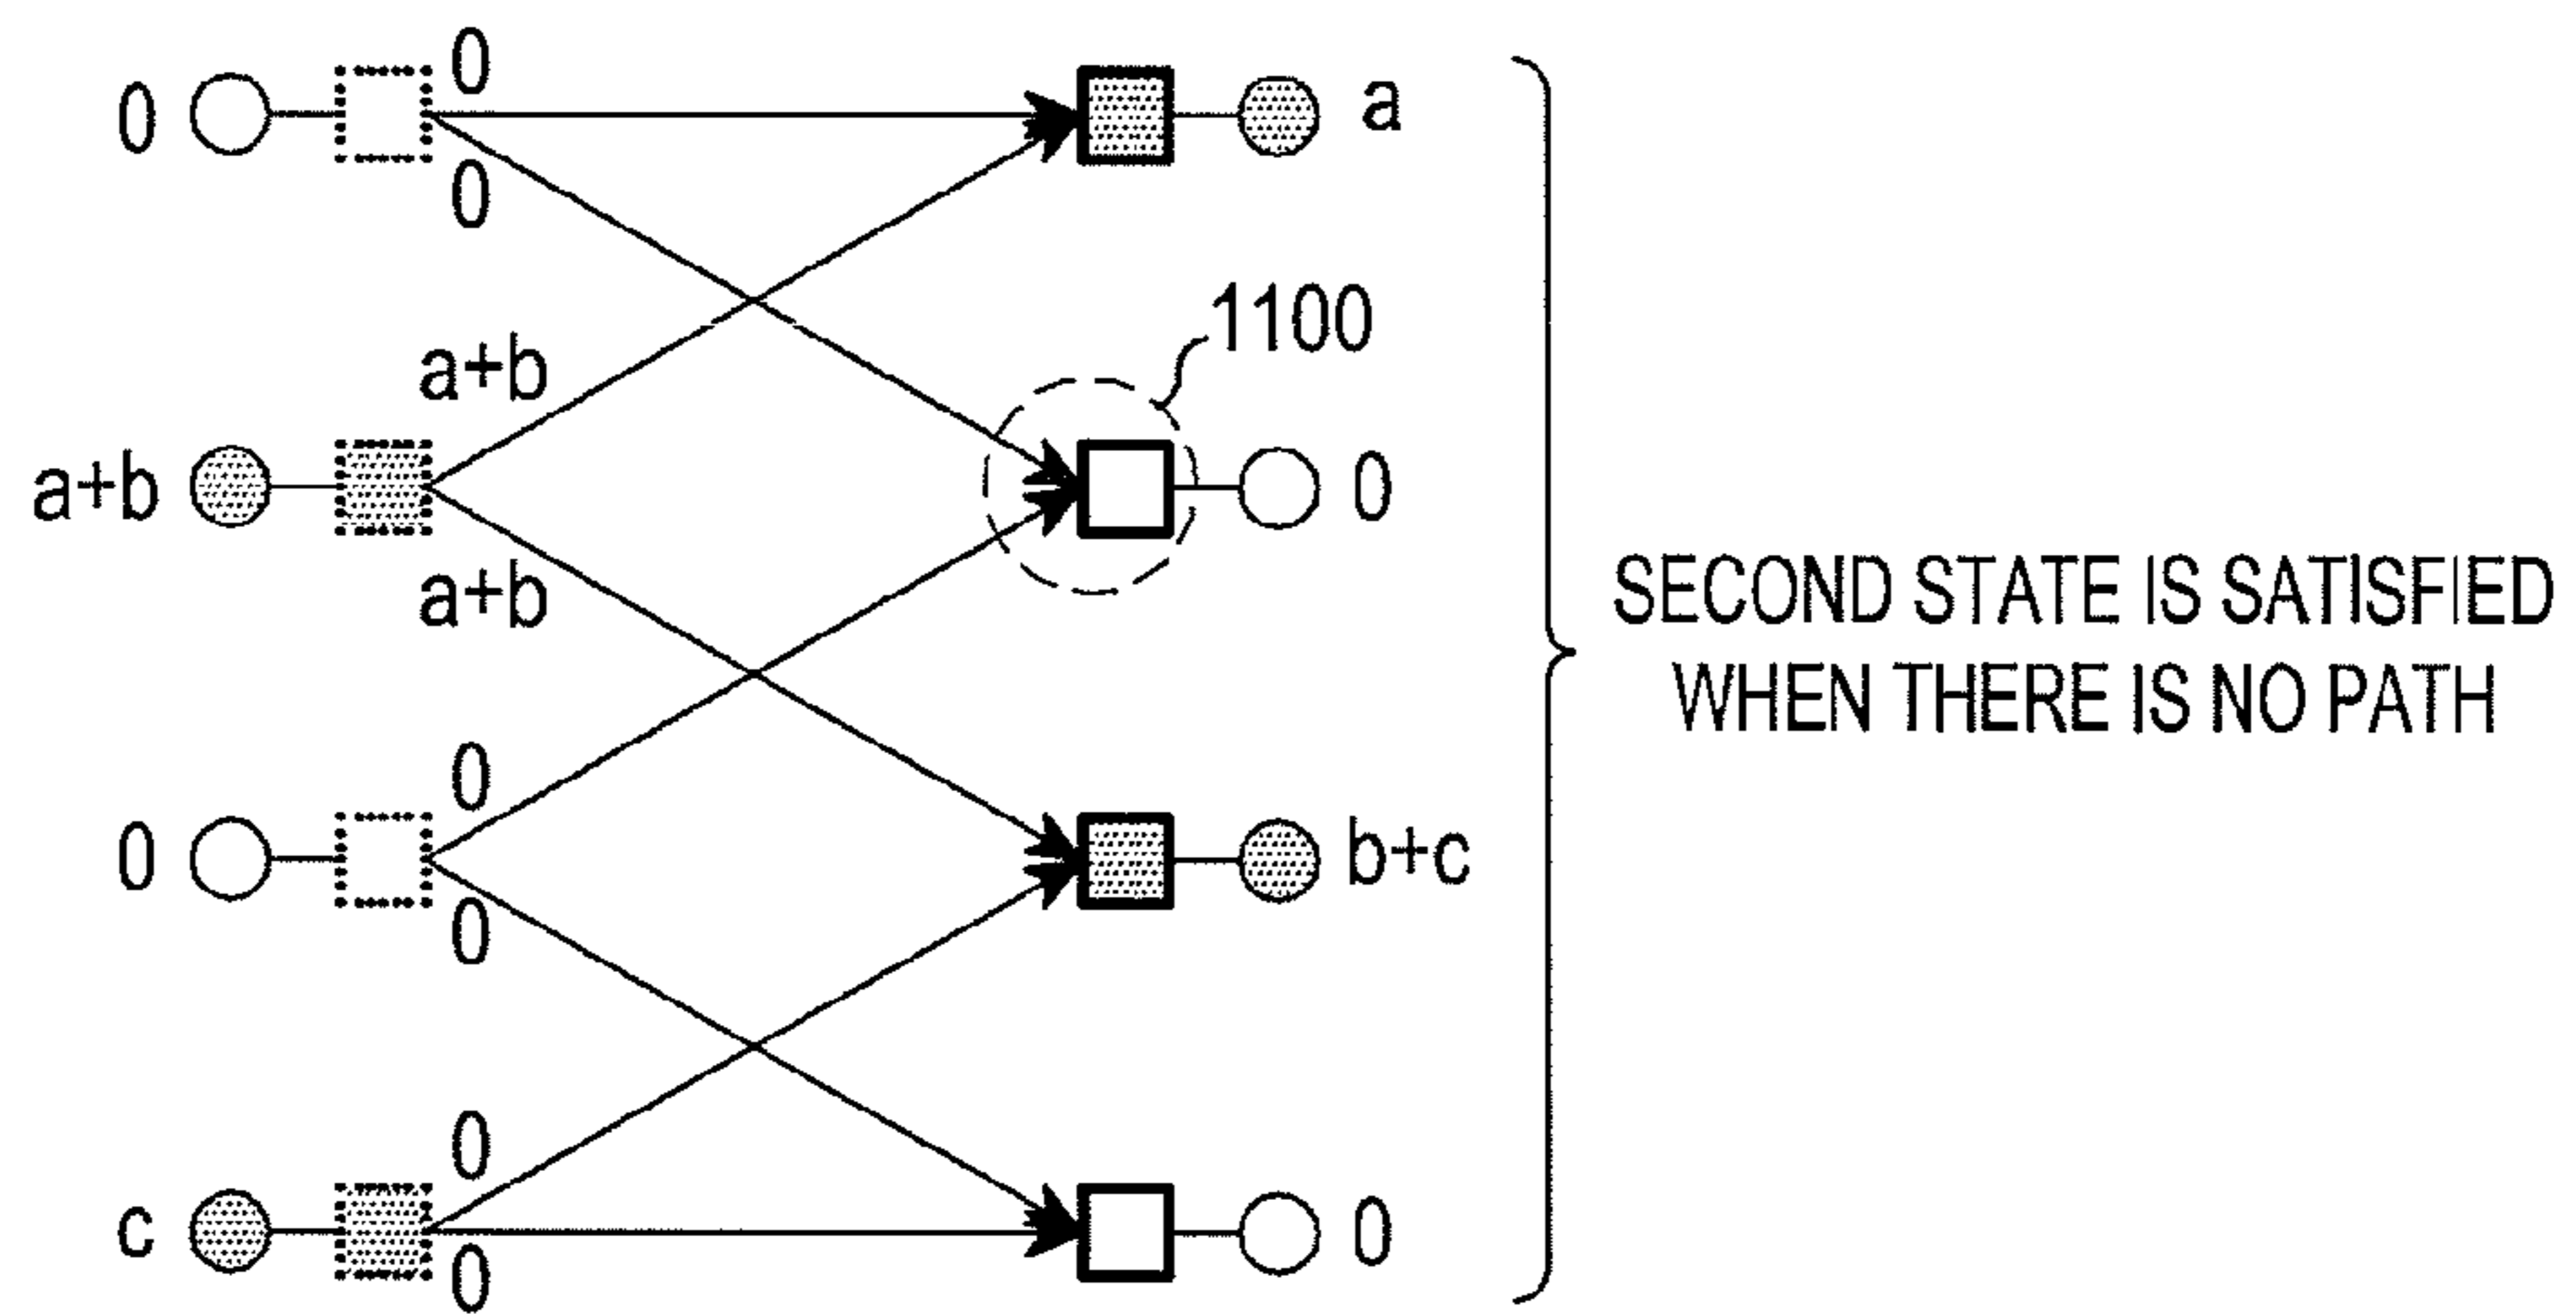 0
0
a
0
1100
a+b
a+b
0
a+b
SECOND STATE IS SATISFIED
WHEN THERE IS NO PATH
0
0
b+c
0
0
c
0
0